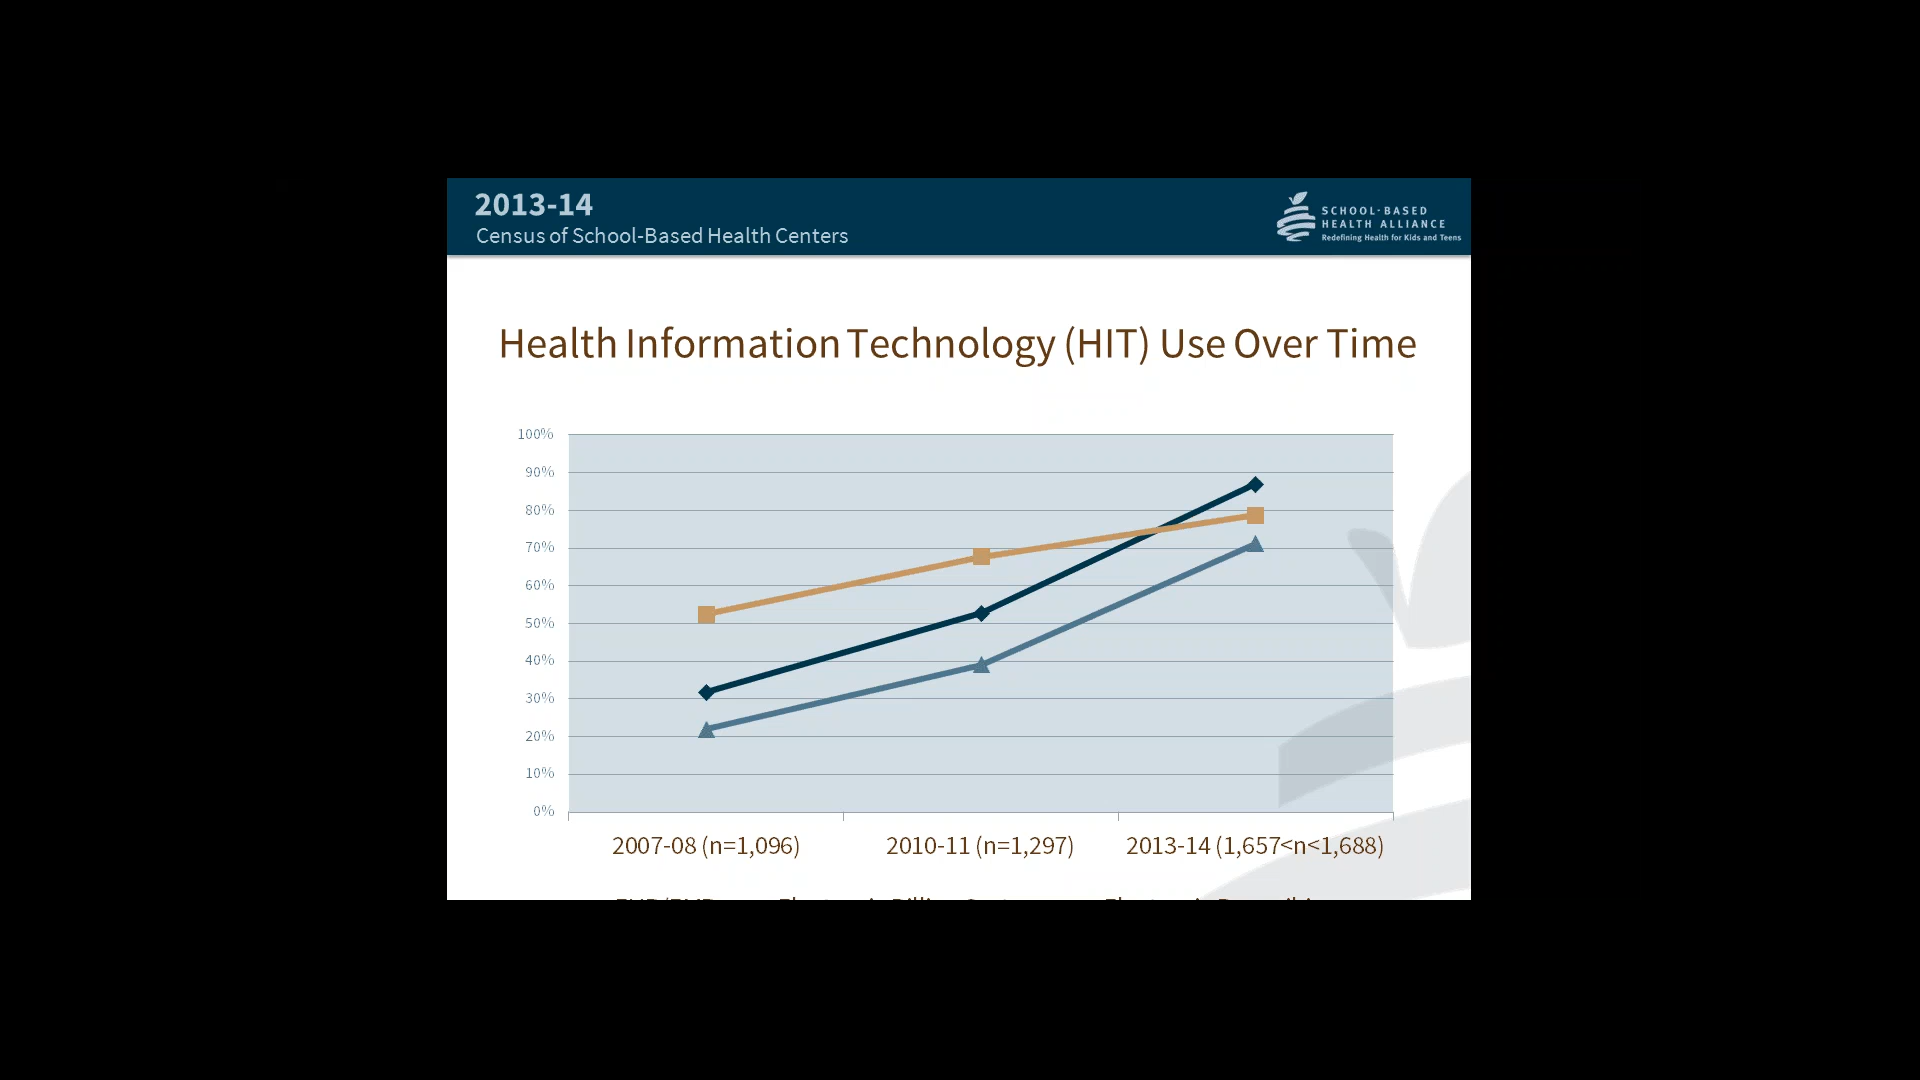 2013-14
Census of School-Based Health Centers
SCHOOL-BASED
HEALTH ALLIANCE
Redefining Health for Kids and Teens
Health Information Technology (HIT) Use Over Time
100%
90%
80%
70%
60%
50%
40%
30%
20%
10%
0%
2007-08 (n=1,096)
2010-11 (n=1,297)
2013-14 (1,657<n<1,688)